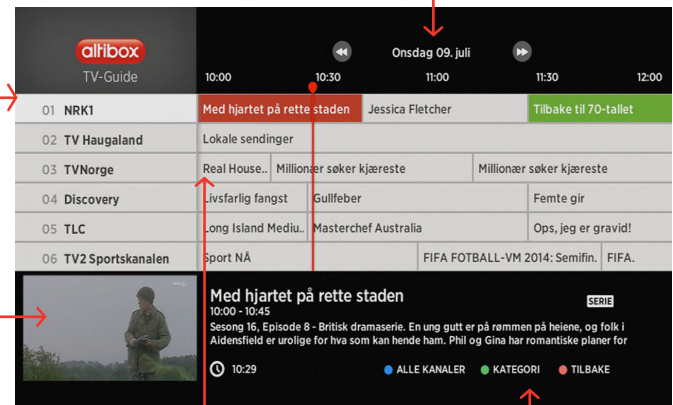 altibox
TV-Guide
Onsdag 09. juli
10:00 10:30 11:00 11:30 12:00
01 NRK1 Med hjartet på rette staden Jessica Fletcher Tilbake til 70-tallet
02 TV Haugaland Lokale sendinger
03 TVNorge Real House.. Millionær søker kjæreste Millionær søker kjæreste
04 Discovery Livsfarlig fangst Gullfeber Femte gir
05 TLC Long Island Mediu.. Masterchef Australia Ops, jeg er gravid!
06 TV2 Sportskanalen Sport NÅ FIFA FOTBALL-VM 2014: Semifin. FIFA.
Med hjartet på rette staden
10:00 - 10:45 SERIE
Sesong 16, Episode 8 - Britisk dramaserie. En ung gutt er på rømmen på heiene, og folk i
Aidensfield er urolige for hva som kan hende ham. Phil og Gina har romantiske planer for
10:29 ALLE KANALER KATEGORI TILBAKE